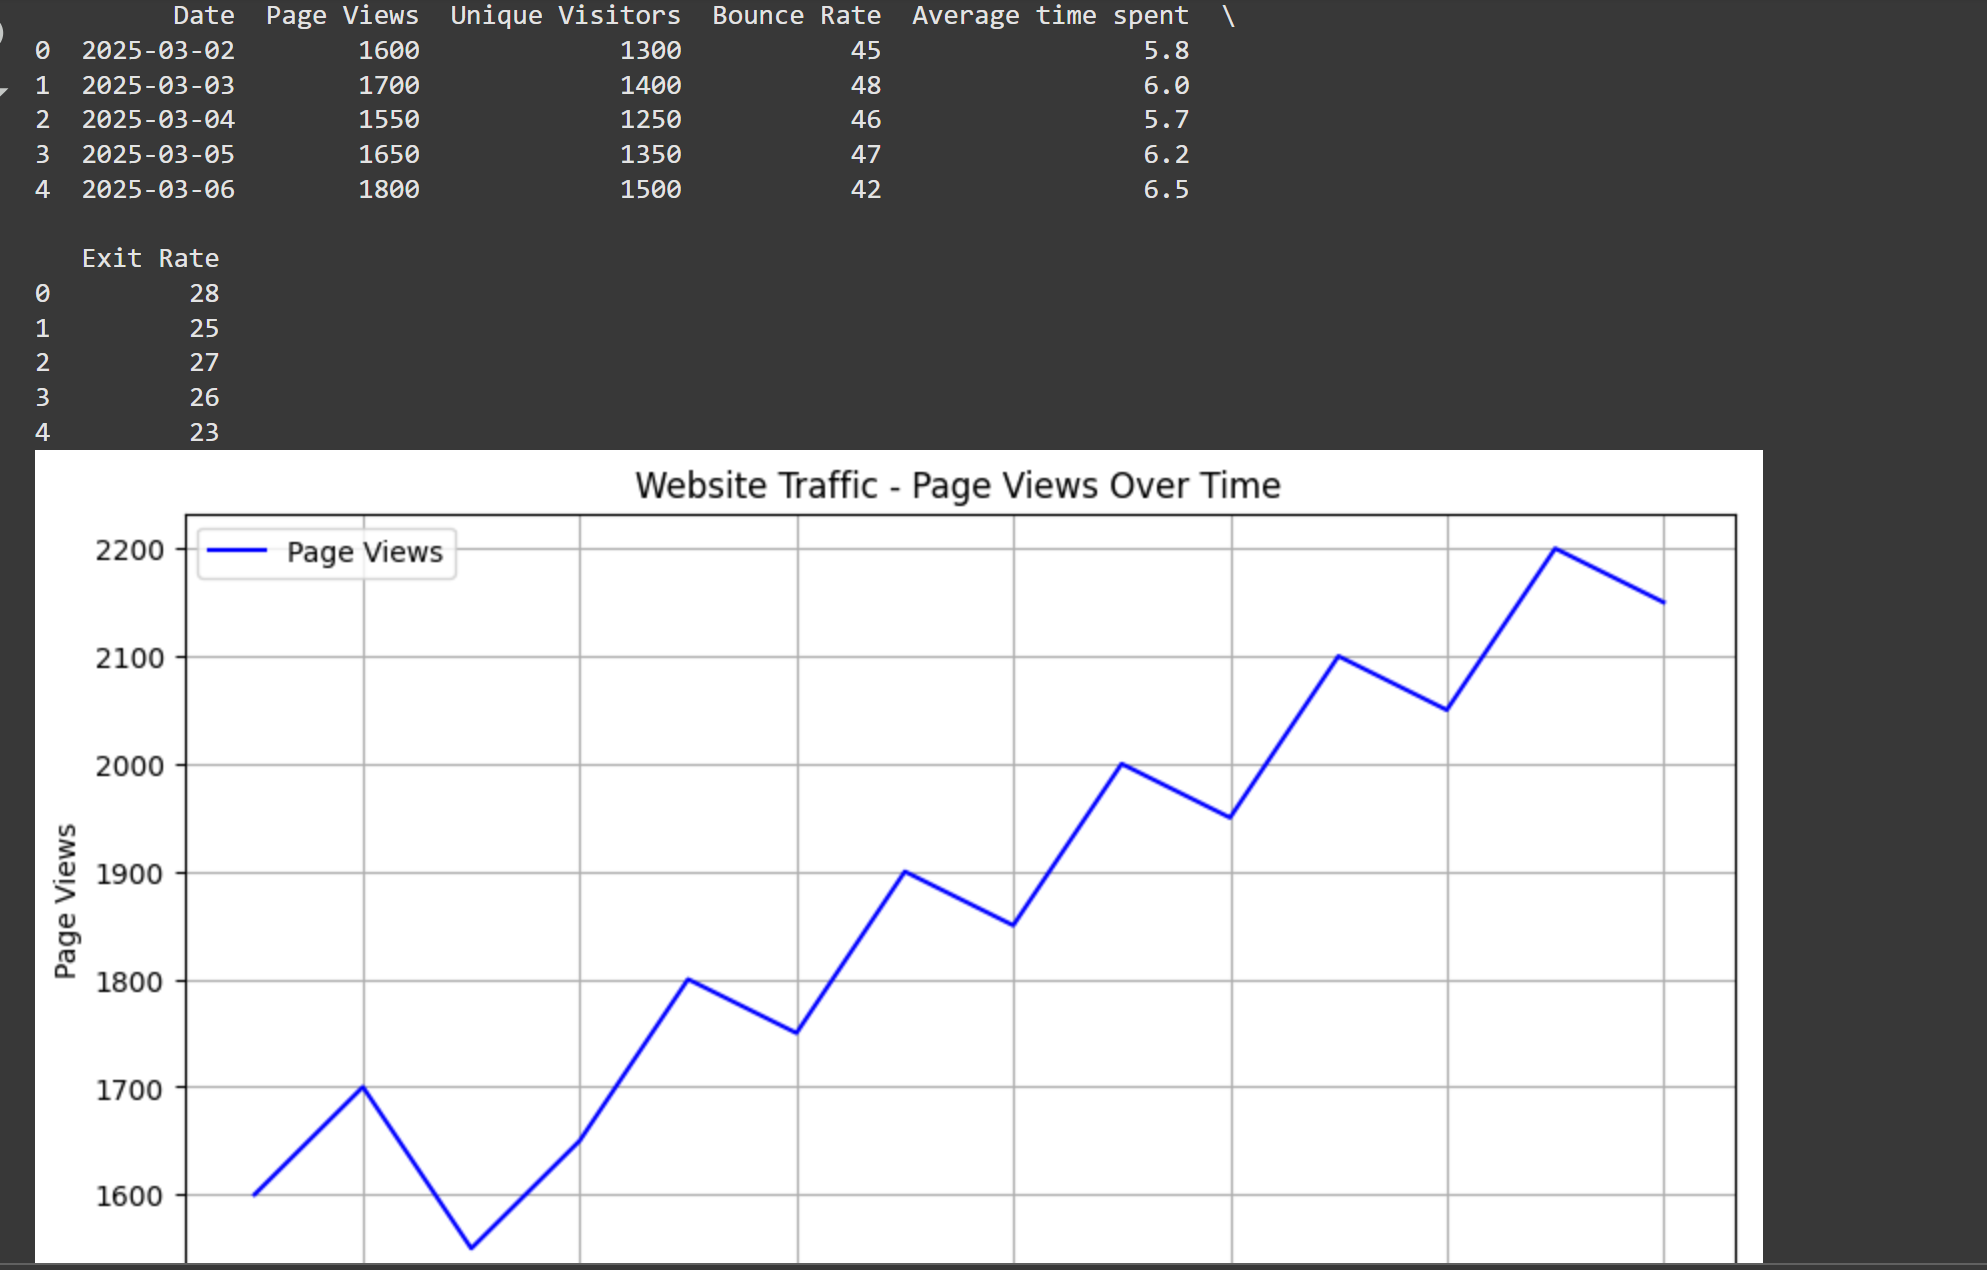 Date  Page Views  Unique Visitors  Bounce Rate  Average time spent  \
0  2025-03-02        1600             1300           45                 5.8
1  2025-03-03        1700             1400           48                 6.0
2  2025-03-04        1550             1250           46                 5.7
3  2025-03-05        1650             1350           47                 6.2
4  2025-03-06        1800             1500           42                 6.5
Exit Rate
0         28
1         25
2         27
3         26
4         23
Website Traffic - Page Views Over Time
Page Views
2200
2100
2000
1900
1800
1700
1600
Page Views